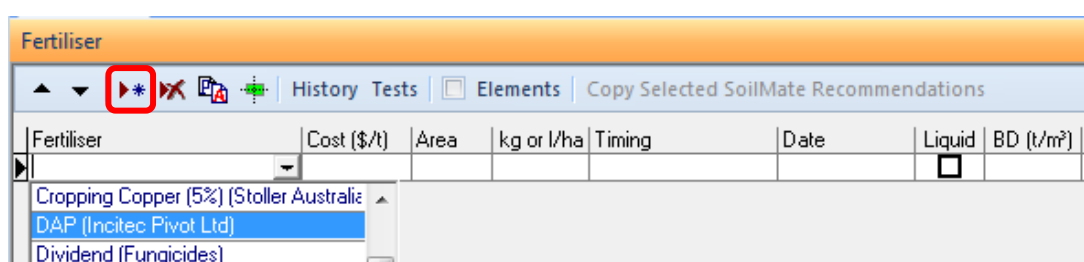 Fertiliser
History Tests Elements Copy Selected SoilMate Recommendations
Fertiliser Cost ($/t) Area kg or l/ha Timing Date Liquid BD (t/m³)
Cropping Copper (5%) (Stoller Australia
DAP (Incitec Pivot Ltd)
Dividend (Fungicides)